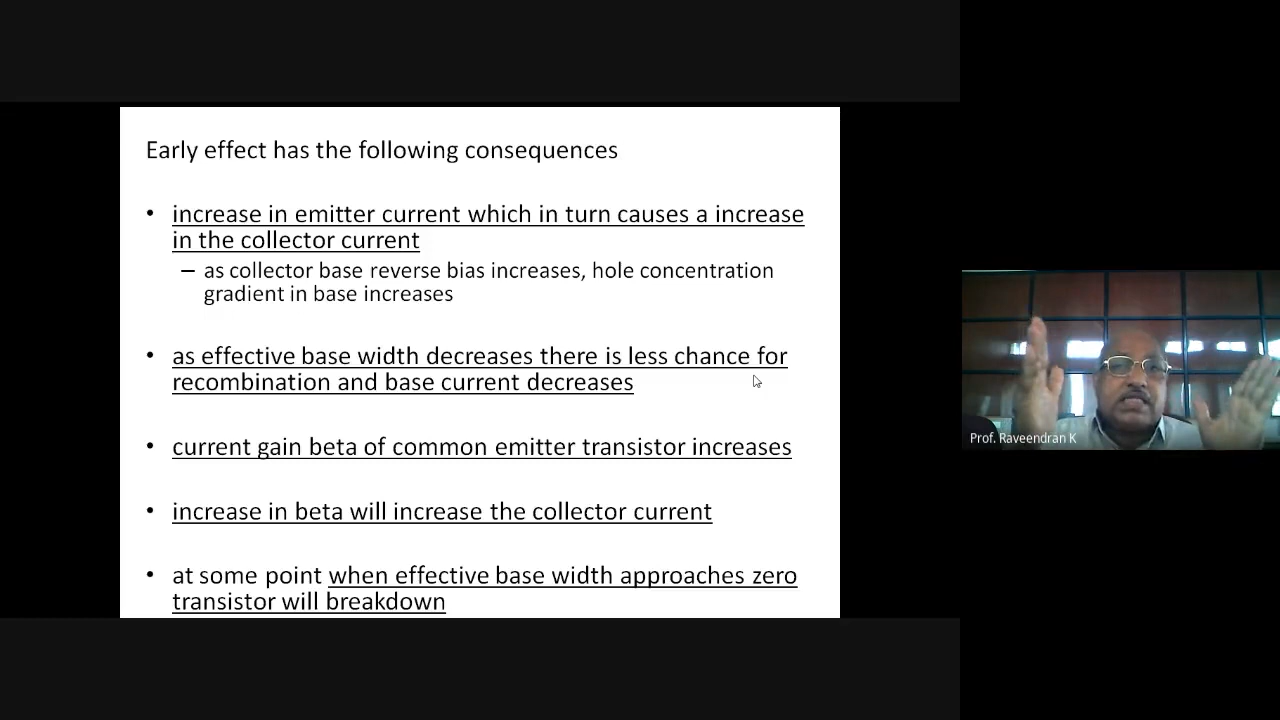 Early effect has the following consequences
• increase in emitter current which in turn causes a increase
in the collector current
– as collector base reverse bias increases, hole concentration
gradient in base increases
• as effective base width decreases there is less chance for
recombination and base current decreases
• current gain beta of common emitter transistor increases
• increase in beta will increase the collector current
• at some point when effective base width approaches zero
transistor will breakdown
Prof. Raveendran K